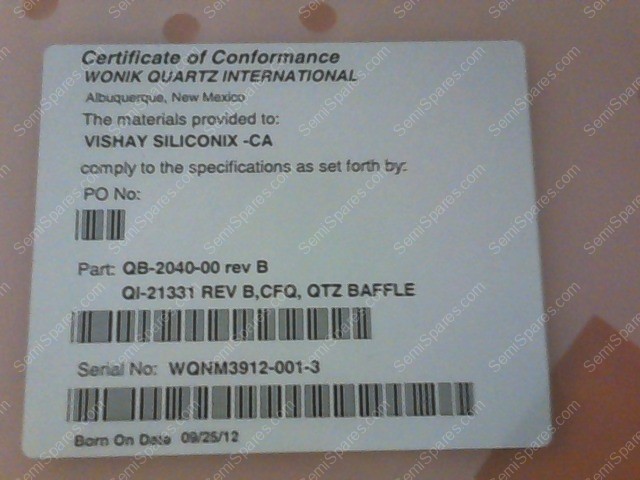 Certificate of Conformance
WONIK QUARTZ INTERNATIONAL
Albuquerque, New Mexico
The materials provided to:
VISHAY SILICONIX -CA
comply to the specifications as set forth by:
PO No:
Part: QB-2040-00 rev B
QI-21331 REV B,CFQ, QTZ BAFFLE
Serial No: WQNM3912-001-3
Born On Date 09/25/12
SemiSpares.com